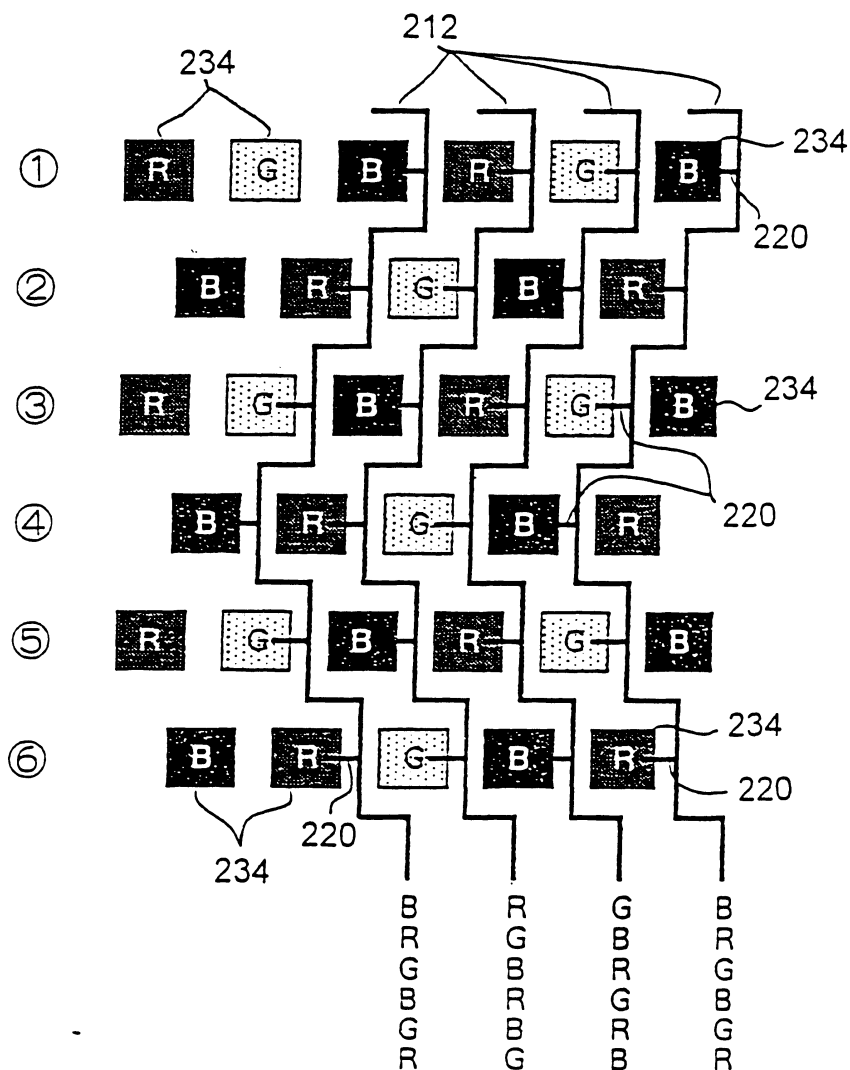 212
234
① R G B R G B 234
220
② B R G B R
③ R G B R G B 234
④ B R G B R 220
⑤ R G B R G B
⑥ B R G B R 234
220
220
234
B R G B
R G B R
G B R G
B R G B
G B R G
R G B R